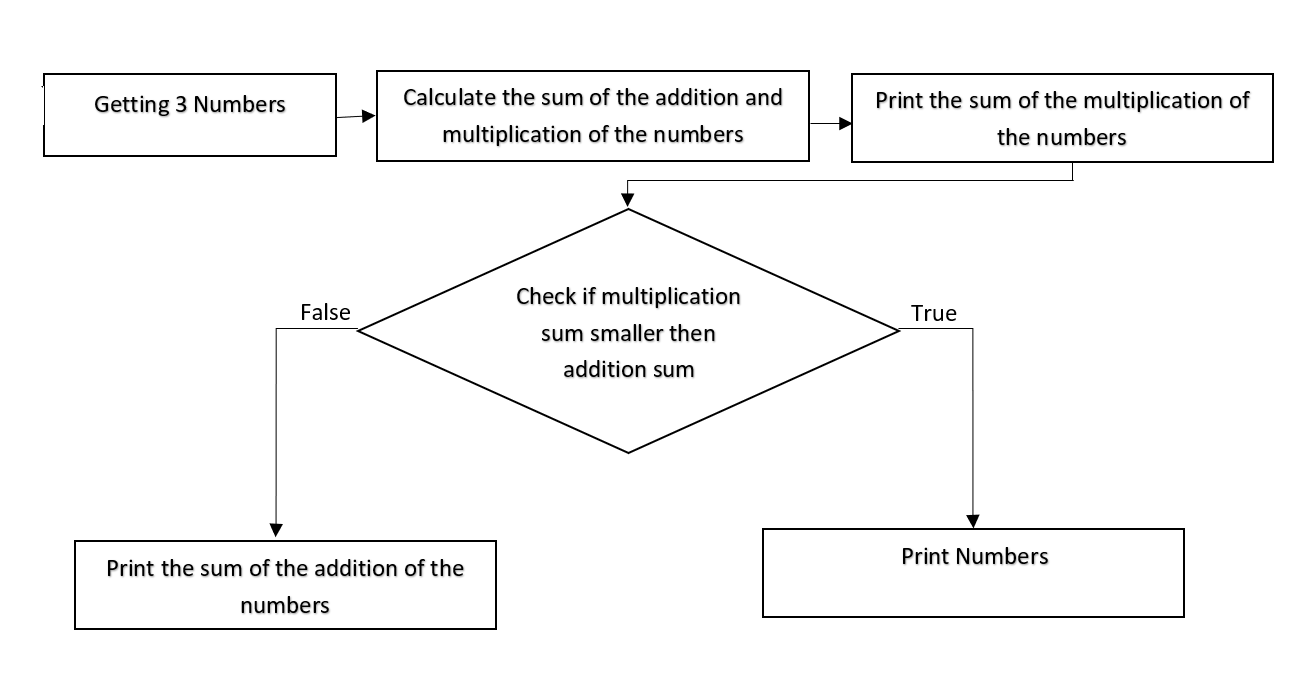 Getting 3 Numbers
Calculate the sum of the addition and
multiplication of the numbers
Print the sum of the multiplication of
the numbers
Check if multiplication
sum smaller then
addition sum
False
True
Print the sum of the addition of the
numbers
Print Numbers